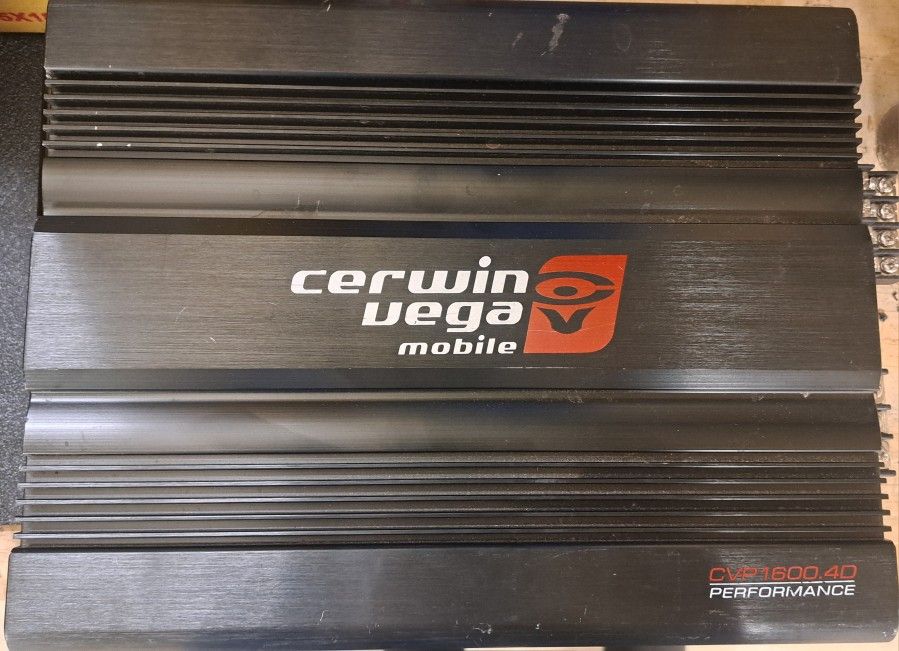 cerwin
vega
mobile
CVP1600.4D
PERFORMANCE